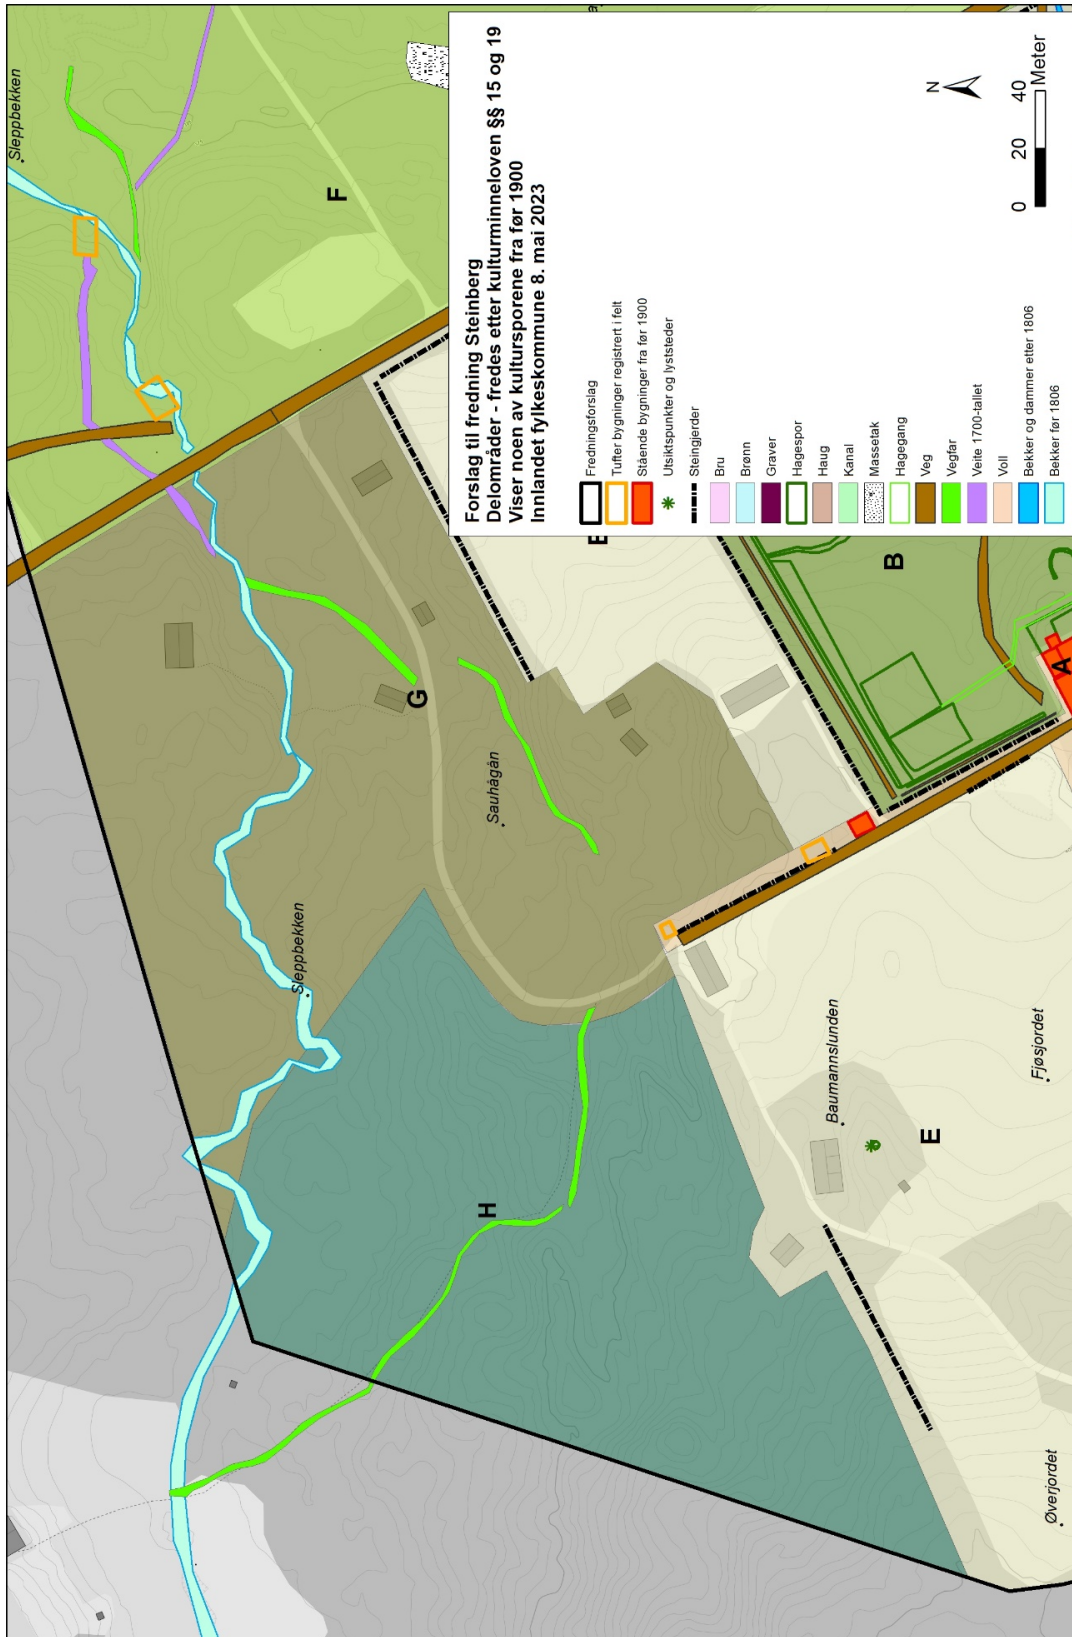 Forslag til fredning Steinberg
Delområder - fredes etter kulturminneloven §§ 15 og 19
Viser noen av kultursporene fra før 1900
Innlandet fylkeskommune 8. mai 2023
Fredningsforslag
Tufter bygninger registrert i felt
Stående bygninger fra før 1900
Utsiktspunkter og lyststeder
Steingjerder
Bru
Brønn
Graver
Hagespor
Haug
Kanal
Massetak
Hagegang
Veg
Vegfar
Veite 1700-tallet
Voll
Bekker og dammer etter 1806
Bekker før 1806
N
0 20 40
Meter
Sleppbekken
F
G
Sauhågån
Sleppbekken
H
B
A
Baumannslunden
E
Fjøsjordet
Øverjordet